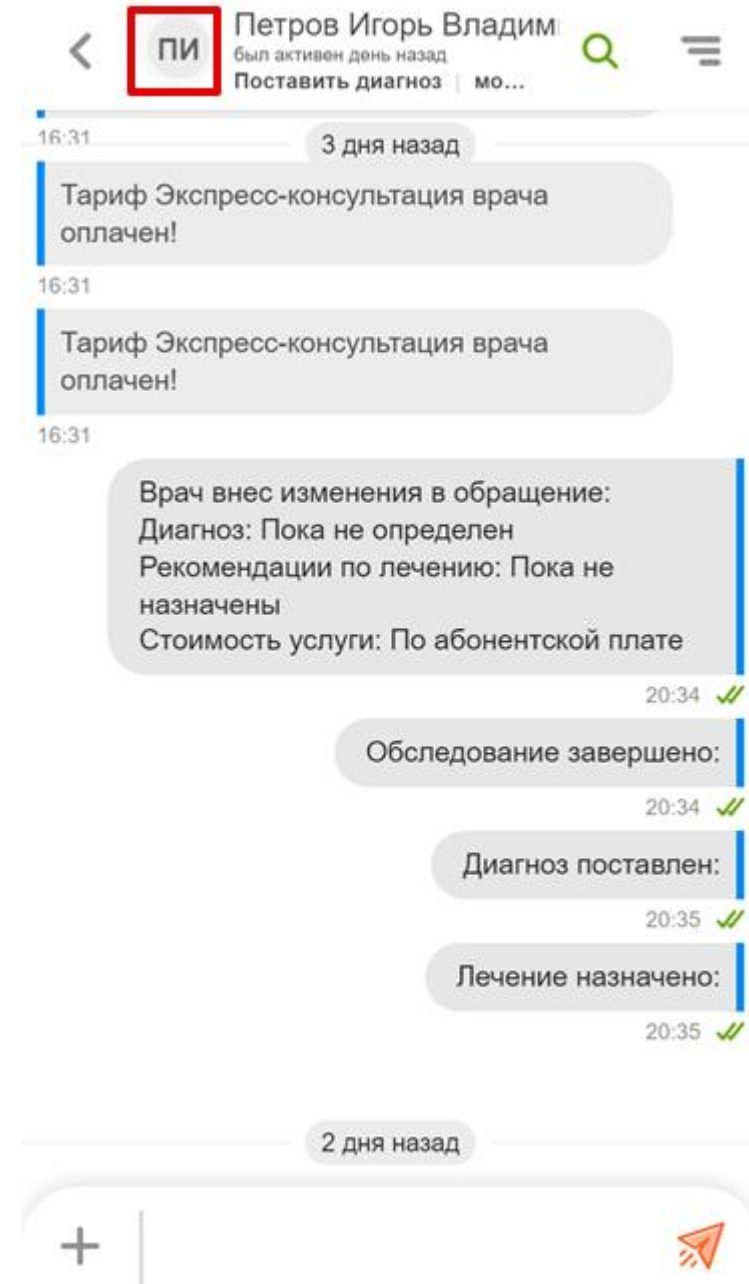 ПИ
Петров Игорь Владим
был активен день назад
Поставить диагноз | мо...
16:31
3 дня назад
Тариф Экспресс-консультация врача
оплачен!
16:31
Тариф Экспресс-консультация врача
оплачен!
16:31
Врач внес изменения в обращение:
Диагноз: Пока не определен
Рекомендации по лечению: Пока не
назначены
Стоимость услуги: По абонентской плате
20:34
Обследование завершено:
20:34
Диагноз поставлен:
20:35
Лечение назначено:
20:35
2 дня назад